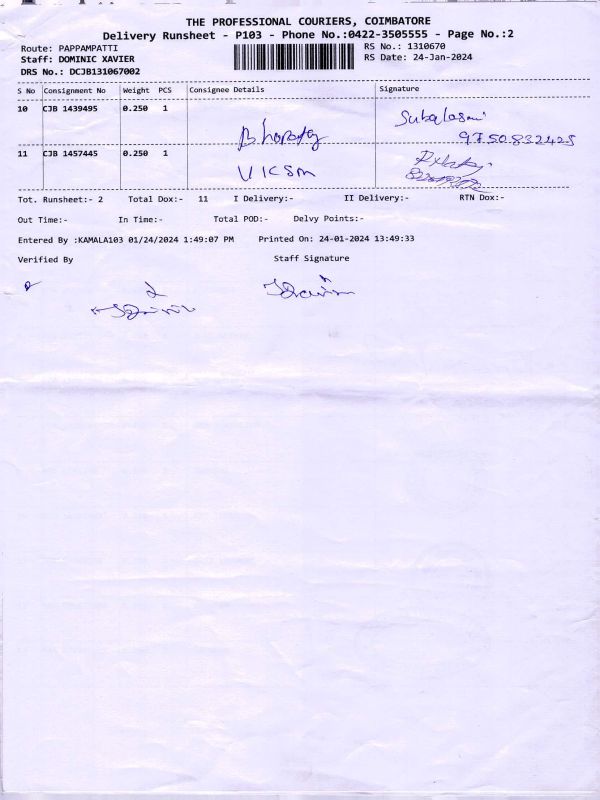 THE PROFESSIONAL COURIERS, COIMBATORE
Delivery Runsheet - P103 - Phone No.:0422-3505555 - Page No.:2
Route: PAPPAMPATTI
RS No.: 1310670
Staff: DOMINIC XAVIER
RS Date: 24-Jan-2024
DRS No.: DCJB131067002
S No Consignment No Weight PCS Consignee Details Signature
10 CJB 1439495 0.250 1
9750832425
11 CJB 1457445 0.250 1
VICSM
Tot. Runsheet:- 2 Total Dox:- 11 I Delivery:- II Delivery:- RTN Dox:-
Out Time:- In Time:- Total POD:- Delvy Points:-
Entered By :KAMALA103 01/24/2024 1:49:07 PM Printed On: 24-01-2024 13:49:33
Verified By Staff Signature